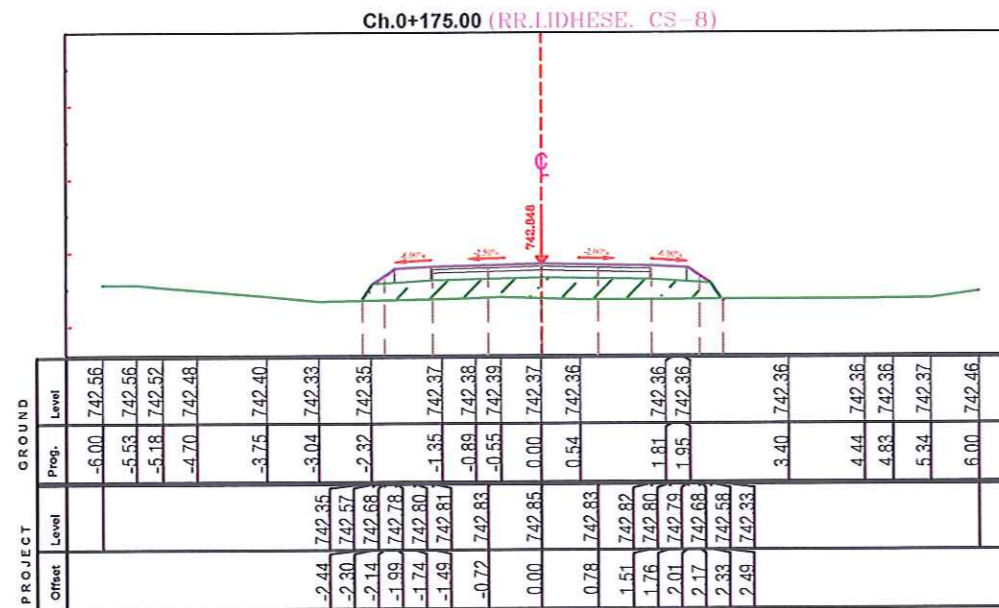 Ch.0+175.00 (RR.LIDHESE. CS-8)
742.848
-2.50%
GROUND
Level 742.56 742.56 742.52 742.48 742.40 742.33 742.35 742.37 742.38 742.39 742.37 742.36 742.36 742.36 742.36 742.36 742.36 742.37 742.46
Prog. -6.00 -5.53 -5.18 -4.70 -3.75 -3.04 -2.32 -1.35 -0.89 -0.55 0.00 0.54 1.81 1.95 3.40 4.44 4.83 5.34 6.00
PROJECT
Level 742.35 742.57 742.68 742.78 742.80 742.81 742.83 742.85 742.83 742.82 742.80 742.79 742.68 742.58 742.33
Offset -2.44 -2.30 -2.14 -1.99 -1.74 -1.49 -0.72 0.00 0.78 1.51 1.76 2.01 2.17 2.33 2.49